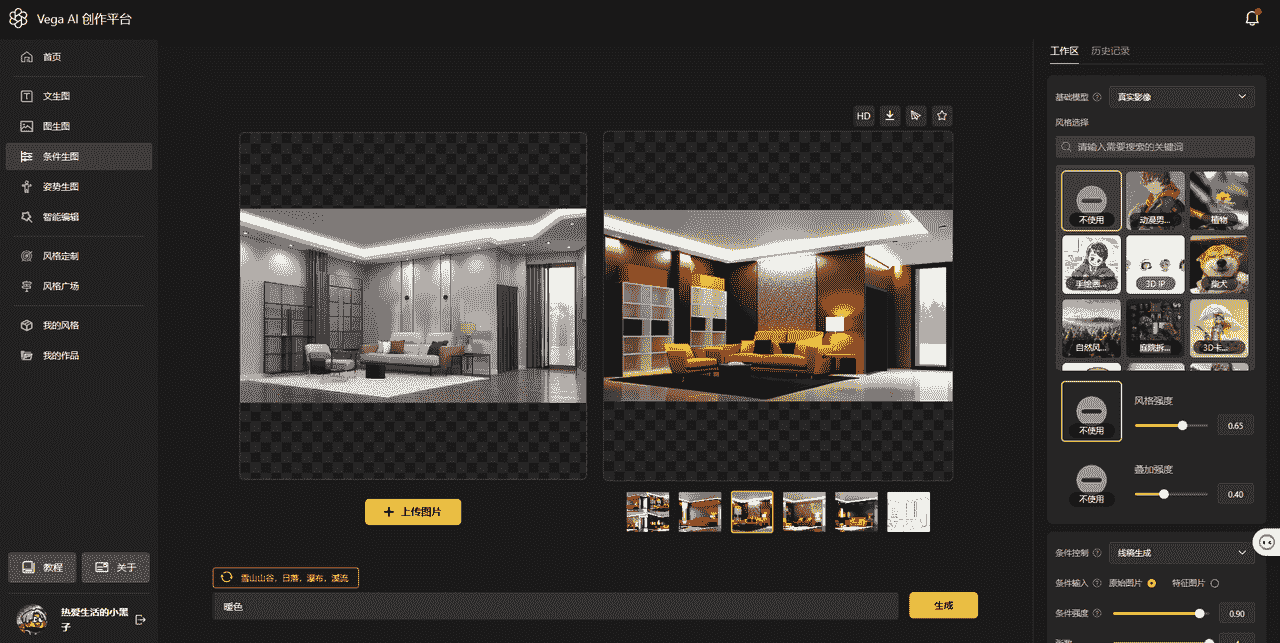 Vega AI 创作平台
首页
文生图
图生图
条件生图
姿势生图
智能编辑
风格定制
风格广场
我的风格
我的作品
教程
关于
热爱生活的小黑
子
HD
上传图片
雪山山谷，日落，瀑布，溪流
暖色
生成
工作区
历史记录
基础模型
真实影像
风格选择
请输入需要搜索的关键词
不使用
动漫男...
植物
手绘画...
3D IP
柴犬
自然风...
庭院拆...
3D卡...
不使用
风格强度
0.65
不使用
叠加强度
0.40
条件控制
线稿生成
条件输入
原始图片
特征图片
条件强度
0.90